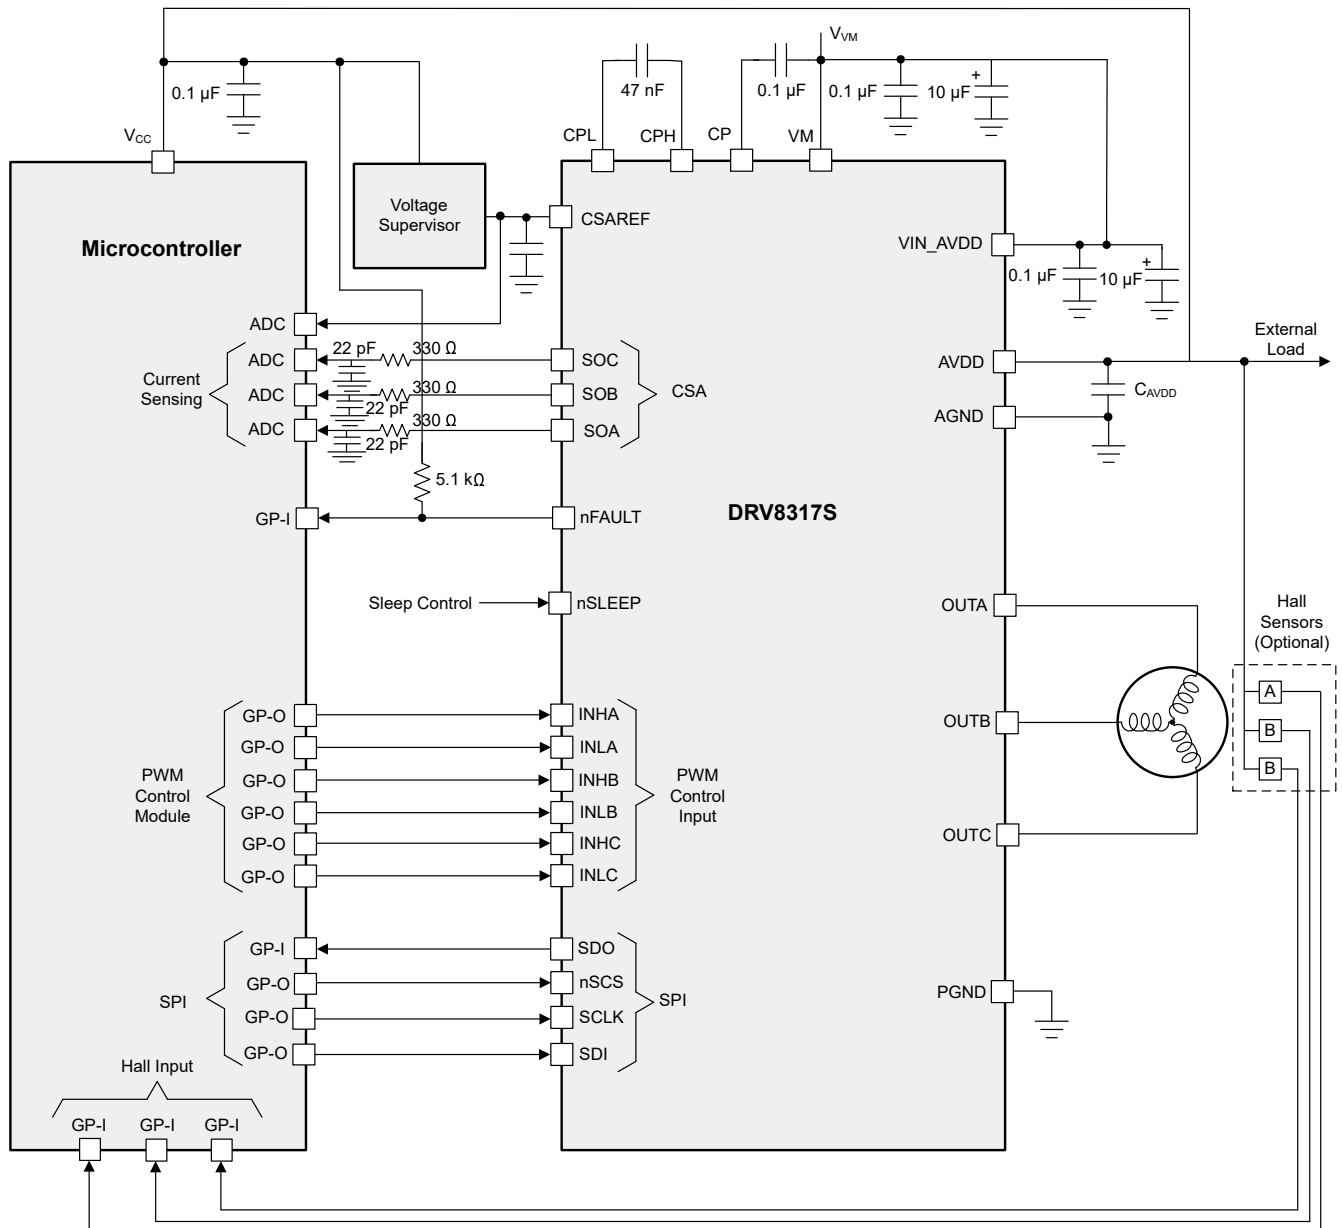 V_VM
0.1 µF
47 nF
0.1 µF
0.1 µF
10 µF
+
V_CC
CPL
CPH
CP
VM
Microcontroller
Voltage
Supervisor
CSAREF
VIN_AVDD
0.1 µF
10 µF
+
ADC
ADC
22 pF
330 Ω
SOC
Current
Sensing
ADC
22 pF
330 Ω
SOB
CSA
ADC
22 pF
330 Ω
SOA
AVDD
External
Load
C_AVDD
AGND
5.1 kΩ
GP-I
nFAULT
DRV8317S
Sleep Control
nSLEEP
OUTA
Hall
Sensors
(Optional)
A
B
B
OUTB
OUTC
PWM
Control
Module
GP-O
GP-O
GP-O
GP-O
GP-O
GP-O
INHA
INLA
INHB
INLB
INHC
INLC
PWM
Control
Input
SPI
GP-I
GP-O
GP-O
GP-O
SDO
nSCS
SCLK
SDI
SPI
PGND
Hall Input
GP-I
GP-I
GP-I